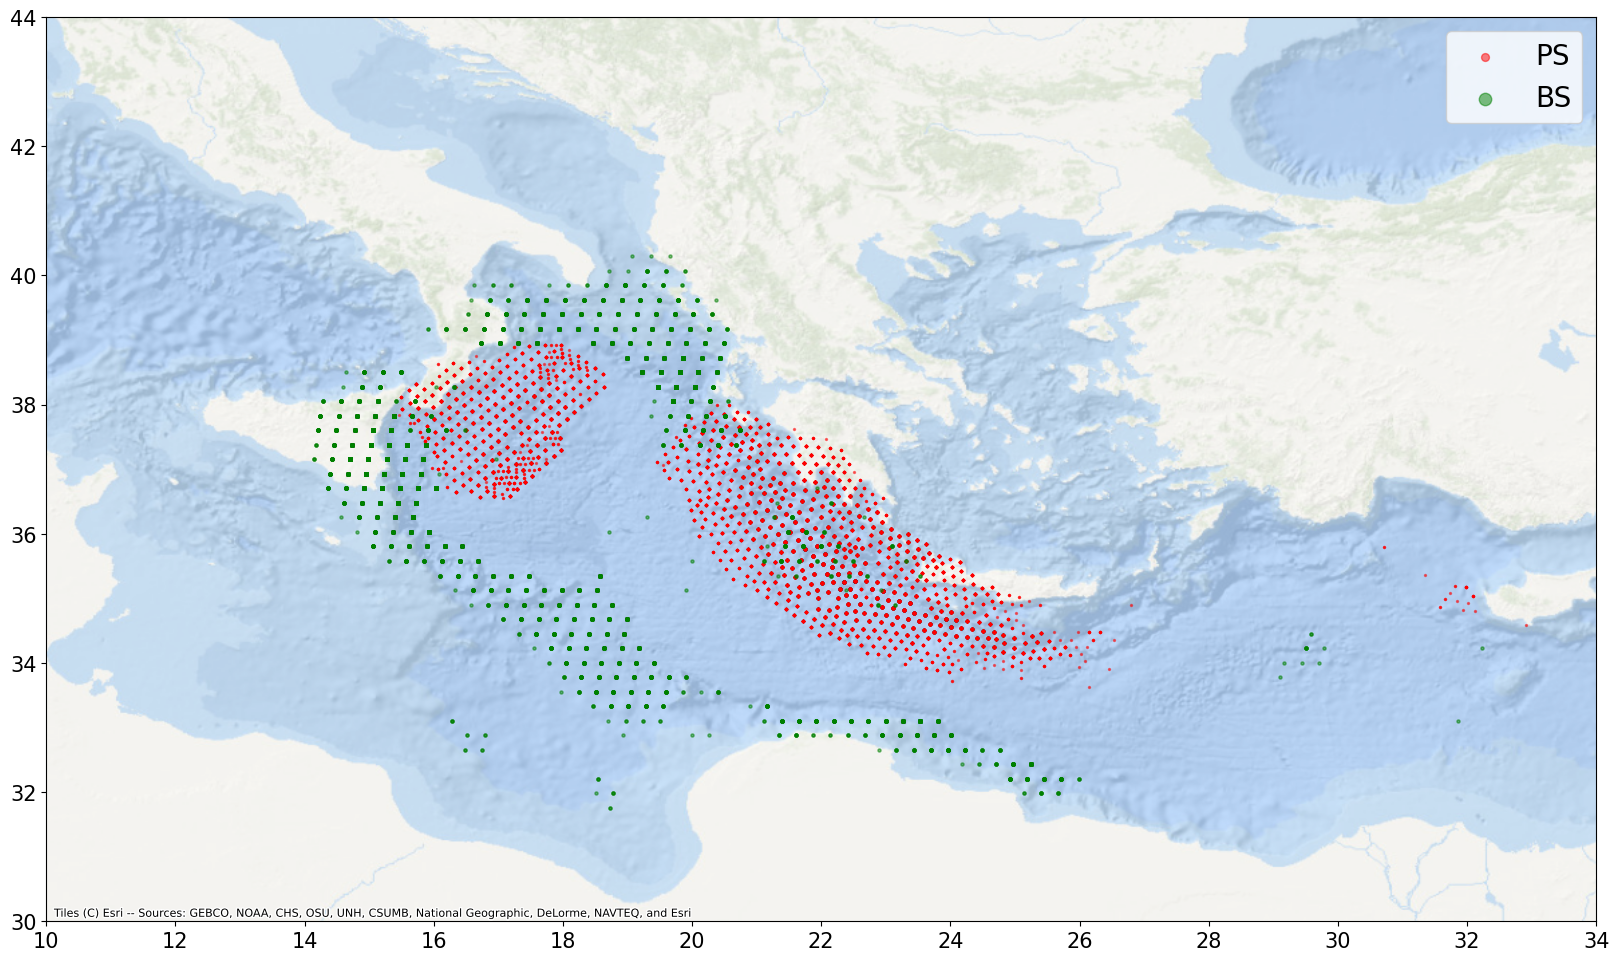 44
42
40
38
36
34
32
30
PS
BS
Tiles (C) Esri -- Sources: GEBCO, NOAA, CHS, OSU, UNH, CSUMB, National Geographic, DeLorme, NAVTEQ, and Esri
10 12 14 16 18 20 22 24 26 28 30 32 34